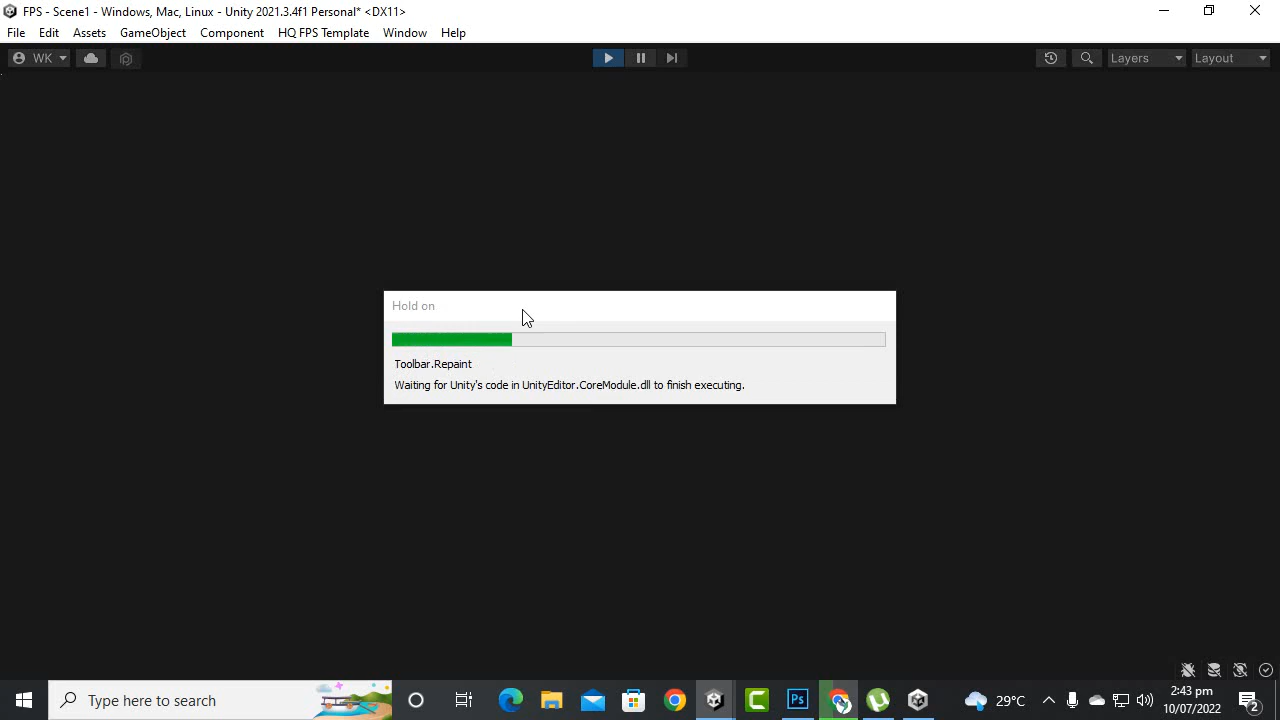 FPS - Scene1 - Windows, Mac, Linux - Unity 2021.3.4f1 Personal* <DX11>
File Edit Assets GameObject Component HQ FPS Template Window Help
WK Layers Layout
Hold on
Toolbar.Repaint
Waiting for Unity's code in UnityEditor.CoreModule.dll to finish executing.
Type here to search Ps 29°C 2:43 pm
10/07/2022 2